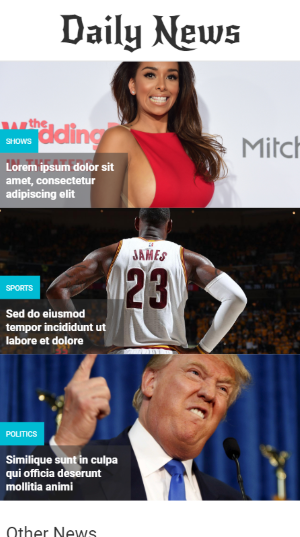 Daily News
the
Wedding
Mitch
SHOWS
IN THEATERS
Lorem ipsum dolor sit
amet, consectetur
adipiscing elit
JAMES
23
SPORTS
Sed do eiusmod
tempor incididunt ut
labore et dolore
POLITICS
Similique sunt in culpa
qui officia deserunt
mollitia animi
Other News